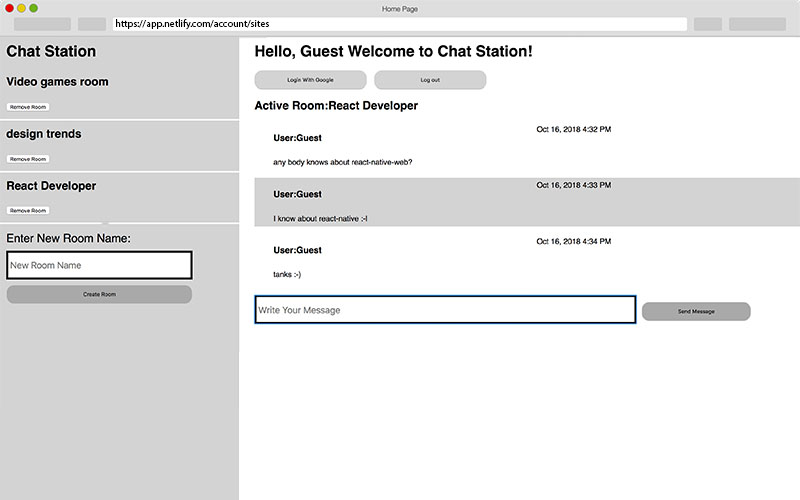 Home Page
https://app.netlify.com/account/sites
Chat Station
Video games room
Remove Room
design trends
Remove Room
React Developer
Remove Room
Enter New Room Name:
New Room Name
Create Room
Hello, Guest Welcome to Chat Station!
Login With Google
Log out
Active Room:React Developer
Oct 16, 2018 4:32 PM
User:Guest
any body knows about react-native-web?
Oct 16, 2018 4:33 PM
User:Guest
I know about react-native :-I
Oct 16, 2018 4:34 PM
User:Guest
tanks :-)
Write Your Message
Send Message